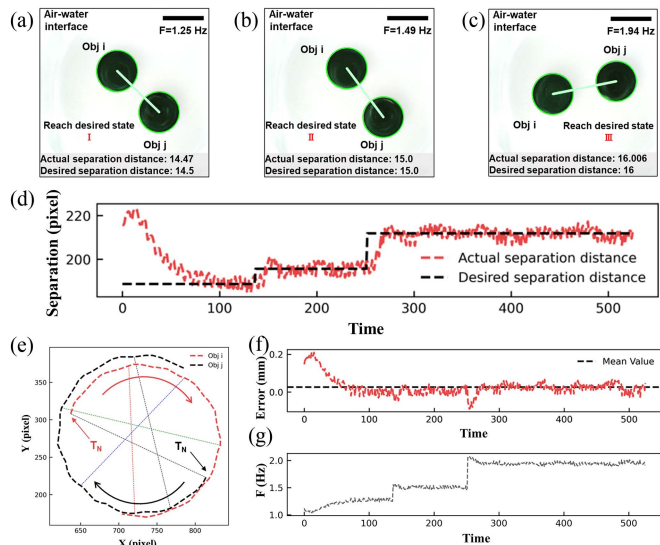 (a)
Air-water
interface
F=1.25 Hz
Obj i
Obj j
Reach desired state
I
Actual separation distance: 14.47
Desired separation distance: 14.5
(b)
Air-water
interface
F=1.49 Hz
Obj i
Obj j
Reach desired state
II
Actual separation distance: 15.0
Desired separation distance: 15.0
(c)
Air-water
interface
F=1.94 Hz
Obj j
Obj i
Reach desired state
III
Actual separation distance: 16.006
Desired separation distance: 16
(d)
Separation (pixel)
220
200
Actual separation distance
Desired separation distance
0
100
200
300
400
500
Time
(e)
Obj i
Obj j
Y (pixel)
350
300
250
200
TN
TN
650
700
750
800
X (pixel)
(f)
Error (mm)
0.2
0.0
Mean Value
0
100
200
300
400
500
Time
(g)
F (Hz)
2.0
1.5
1.0
0
100
200
300
400
500
Time